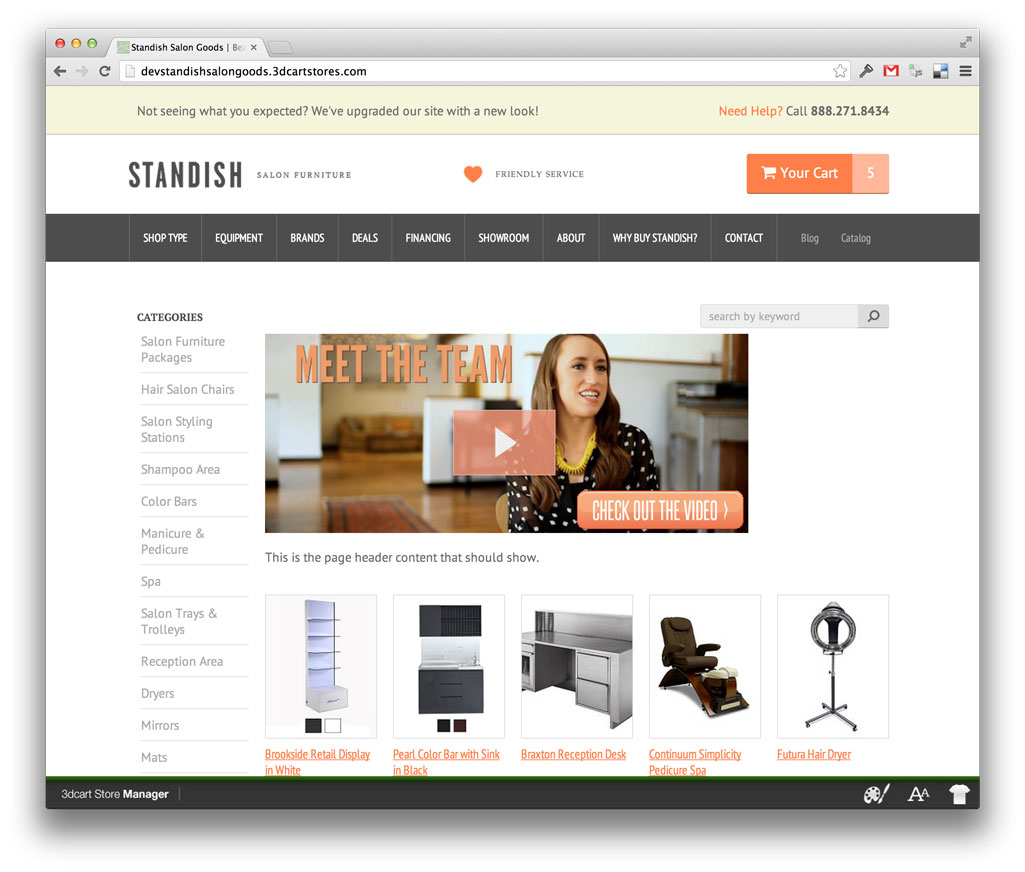 Standish Salon Goods | Bea
devstandishsalongoods.3dcartstores.com
Not seeing what you expected? We've upgraded our site with a new look!
Need Help? Call 888.271.8434
STANDISH SALON FURNITURE
FRIENDLY SERVICE
Your Cart 5
SHOP TYPE EQUIPMENT BRANDS DEALS FINANCING SHOWROOM ABOUT WHY BUY STANDISH? CONTACT Blog Catalog
CATEGORIES
search by keyword
Salon Furniture
Packages
Hair Salon Chairs
Salon Styling
Stations
Shampoo Area
Color Bars
Manicure &
Pedicure
Spa
Salon Trays &
Trolleys
Reception Area
Dryers
Mirrors
Mats
MEET THE TEAM
CHECK OUT THE VIDEO >
This is the page header content that should show.
Brookside Retail Display
in White
Pearl Color Bar with Sink
in Black
Braxton Reception Desk
Continuum Simplicity
Pedicure Spa
Futura Hair Dryer
3dcart Store Manager